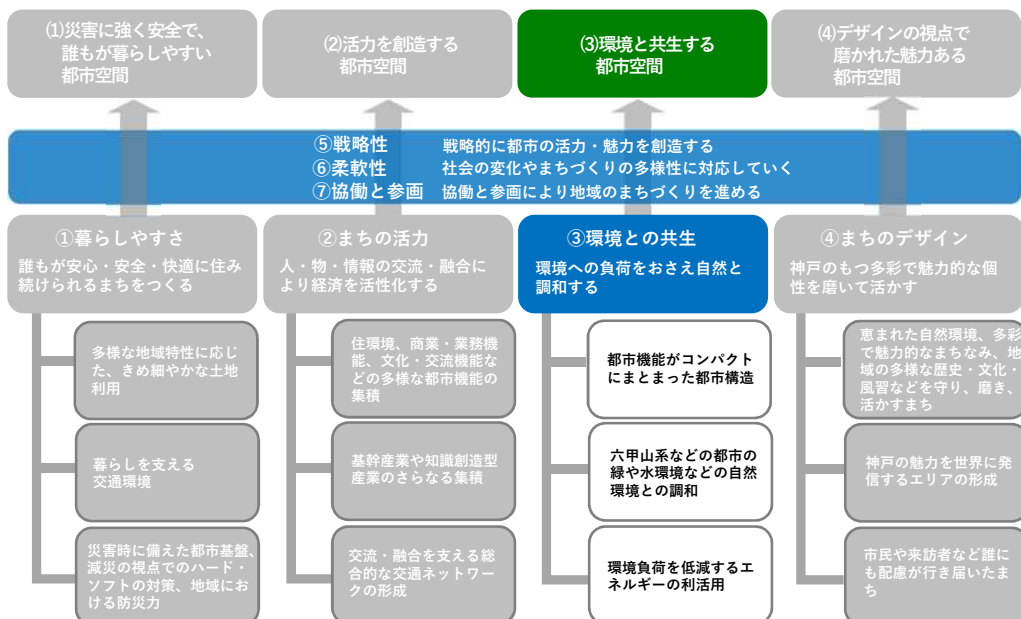 (1)災害に強く安全で、
誰もが暮らしやすい
都市空間
(2)活力を創造する
都市空間
(3)環境と共生する
都市空間
(4)デザインの視点で
磨かれた魅力ある
都市空間
⑤戦略性 戦略的に都市の活力・魅力を創造する
⑥柔軟性 社会の変化やまちづくりの多様性に対応していく
⑦協働と参画 協働と参画により地域のまちづくりを進める
①暮らしやすさ
誰もが安心・安全・快適に住み
続けられるまちをつくる
②まちの活力
人・物・情報の交流・融合に
より経済を活性化する
③環境との共生
環境への負荷をおさえ自然と
調和する
④まちのデザイン
神戸のもつ多彩で魅力的な個
性を磨いて活かす
多様な地域特性に応じ
た、きめ細やかな土地
利用
暮らしを支える
交通環境
災害時に備えた都市基盤、
減災の視点でのハード・
ソフトの対策、地域にお
ける防災力
住環境、商業・業務機
能、文化・交流機能な
どの多様な都市機能の
集積
基幹産業や知識創造型
産業のさらなる集積
交流・融合を支える総
合的な交通ネットワー
クの形成
都市機能がコンパクト
にまとまった都市構造
六甲山系などの都市の
緑や水環境などの自然
環境との調和
環境負荷を低減するエ
ネルギーの利活用
恵まれた自然環境、多彩
で魅力的なまちなみ、地
域の多様な歴史・文化・
風習などを守り、磨き、
活かすまち
神戸の魅力を世界に発
信するエリアの形成
市民や来訪者など誰に
も配慮が行き届いたま
ち